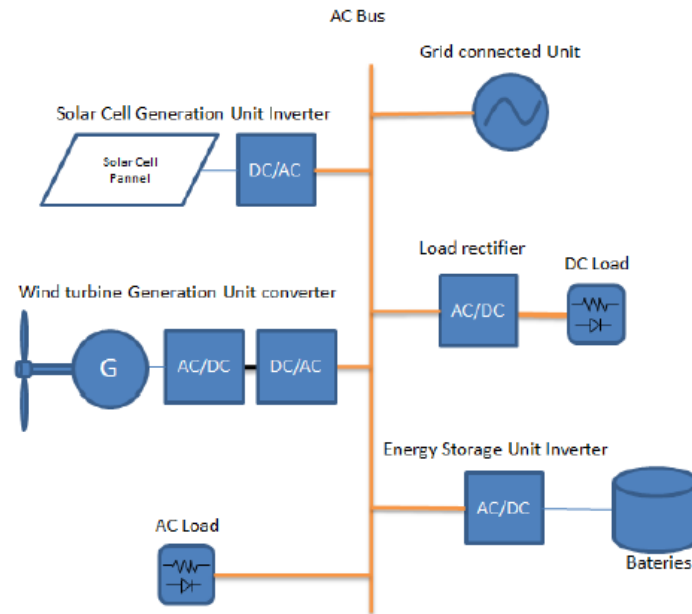 AC Bus
Grid connected Unit
Solar Cell Generation Unit Inverter
Solar Cell
Pannel
DC/AC
Load rectifier
DC Load
AC/DC
Wind turbine Generation Unit converter
G
AC/DC
DC/AC
Energy Storage Unit Inverter
AC/DC
Bateries
AC Load